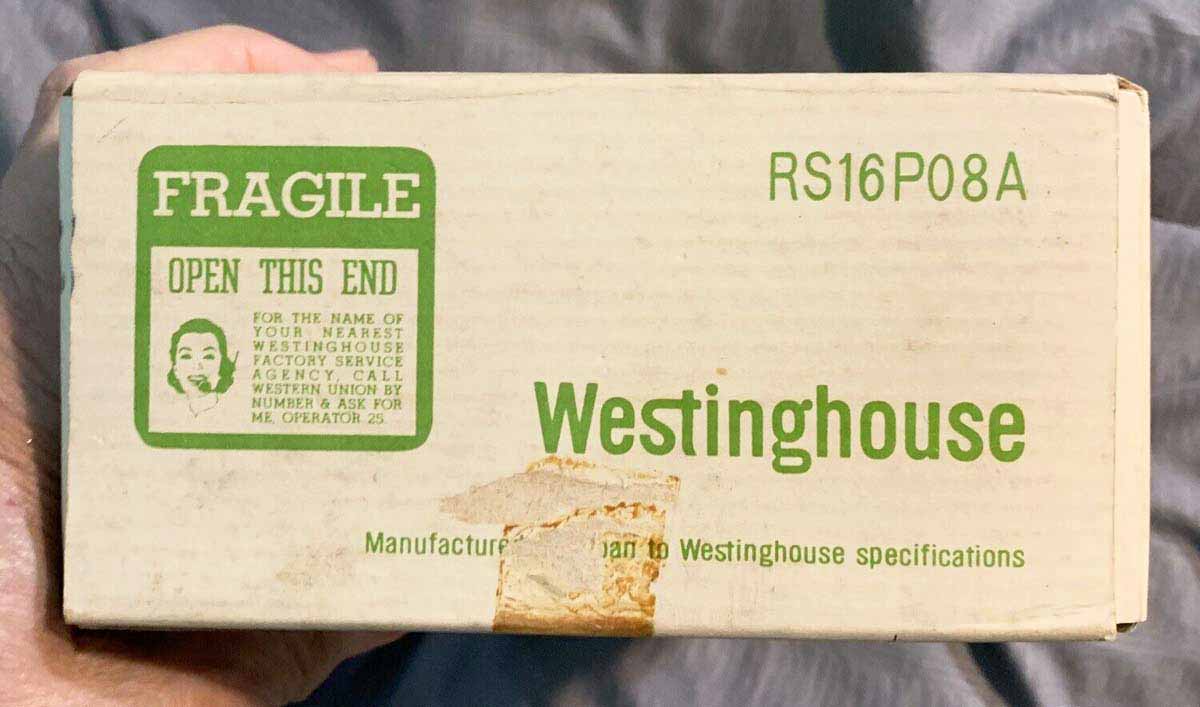 FRAGILE
OPEN THIS END
FOR THE NAME OF
YOUR NEAREST
WESTINGHOUSE
FACTORY SERVICE
AGENCY, CALL
WESTERN UNION BY
NUMBER & ASK FOR
ME, OPERATOR 25.
RS16P08A
Westinghouse
to Westinghouse specifications